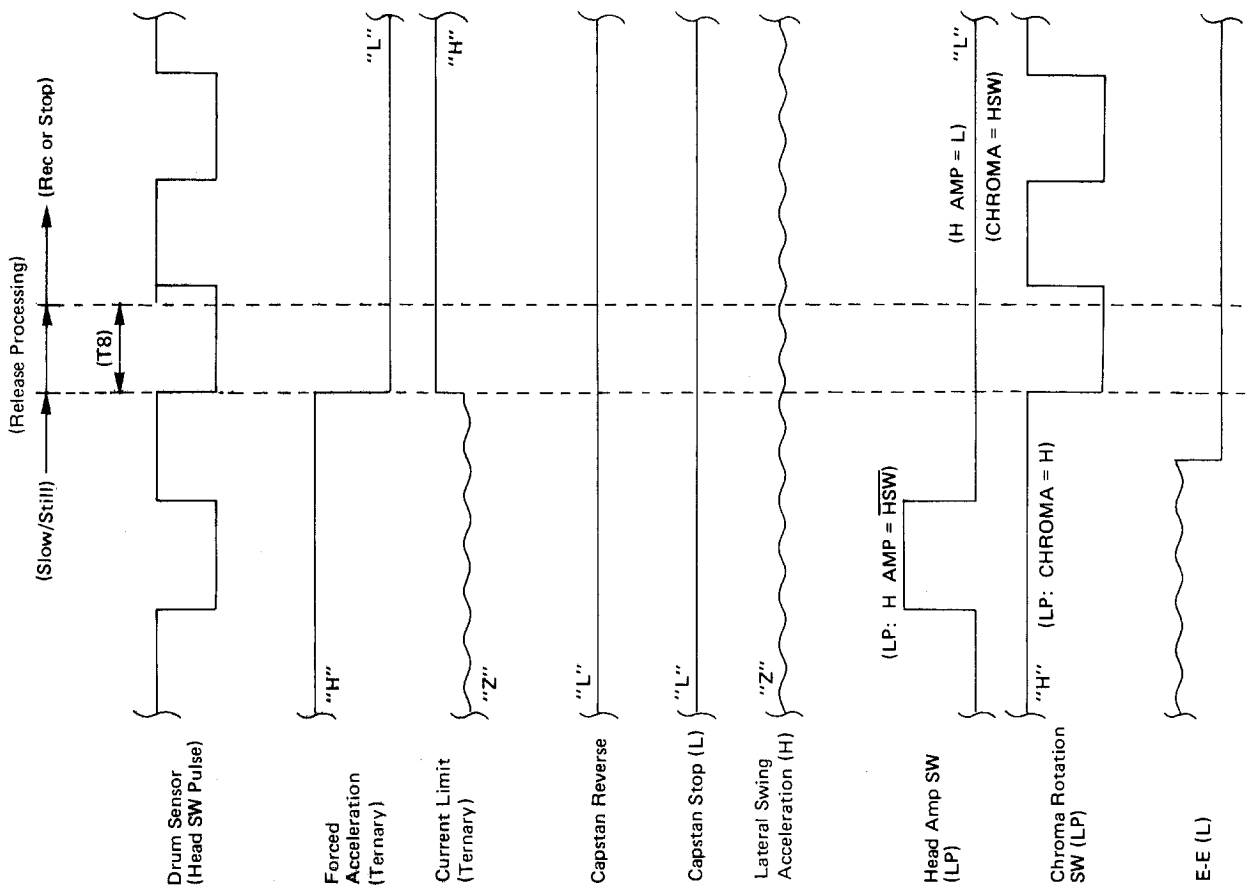 (Release Processing)
(Slow/Still)
(Rec or Stop)
(T8)
Drum Sensor
(Head SW Pulse)
Forced
Acceleration
(Ternary)
"H"
"L"
Current Limit
(Ternary)
"Z"
"H"
Capstan Reverse
"L"
Capstan Stop (L)
"L"
Lateral Swing
Acceleration (H)
"Z"
Head Amp SW
(LP)
(LP: H AMP = H̅S̅W̅)
(H AMP = L)
"L"
Chroma Rotation
SW (LP)
"H"
(LP: CHROMA = H)
(CHROMA = HSW)
E-E (L)